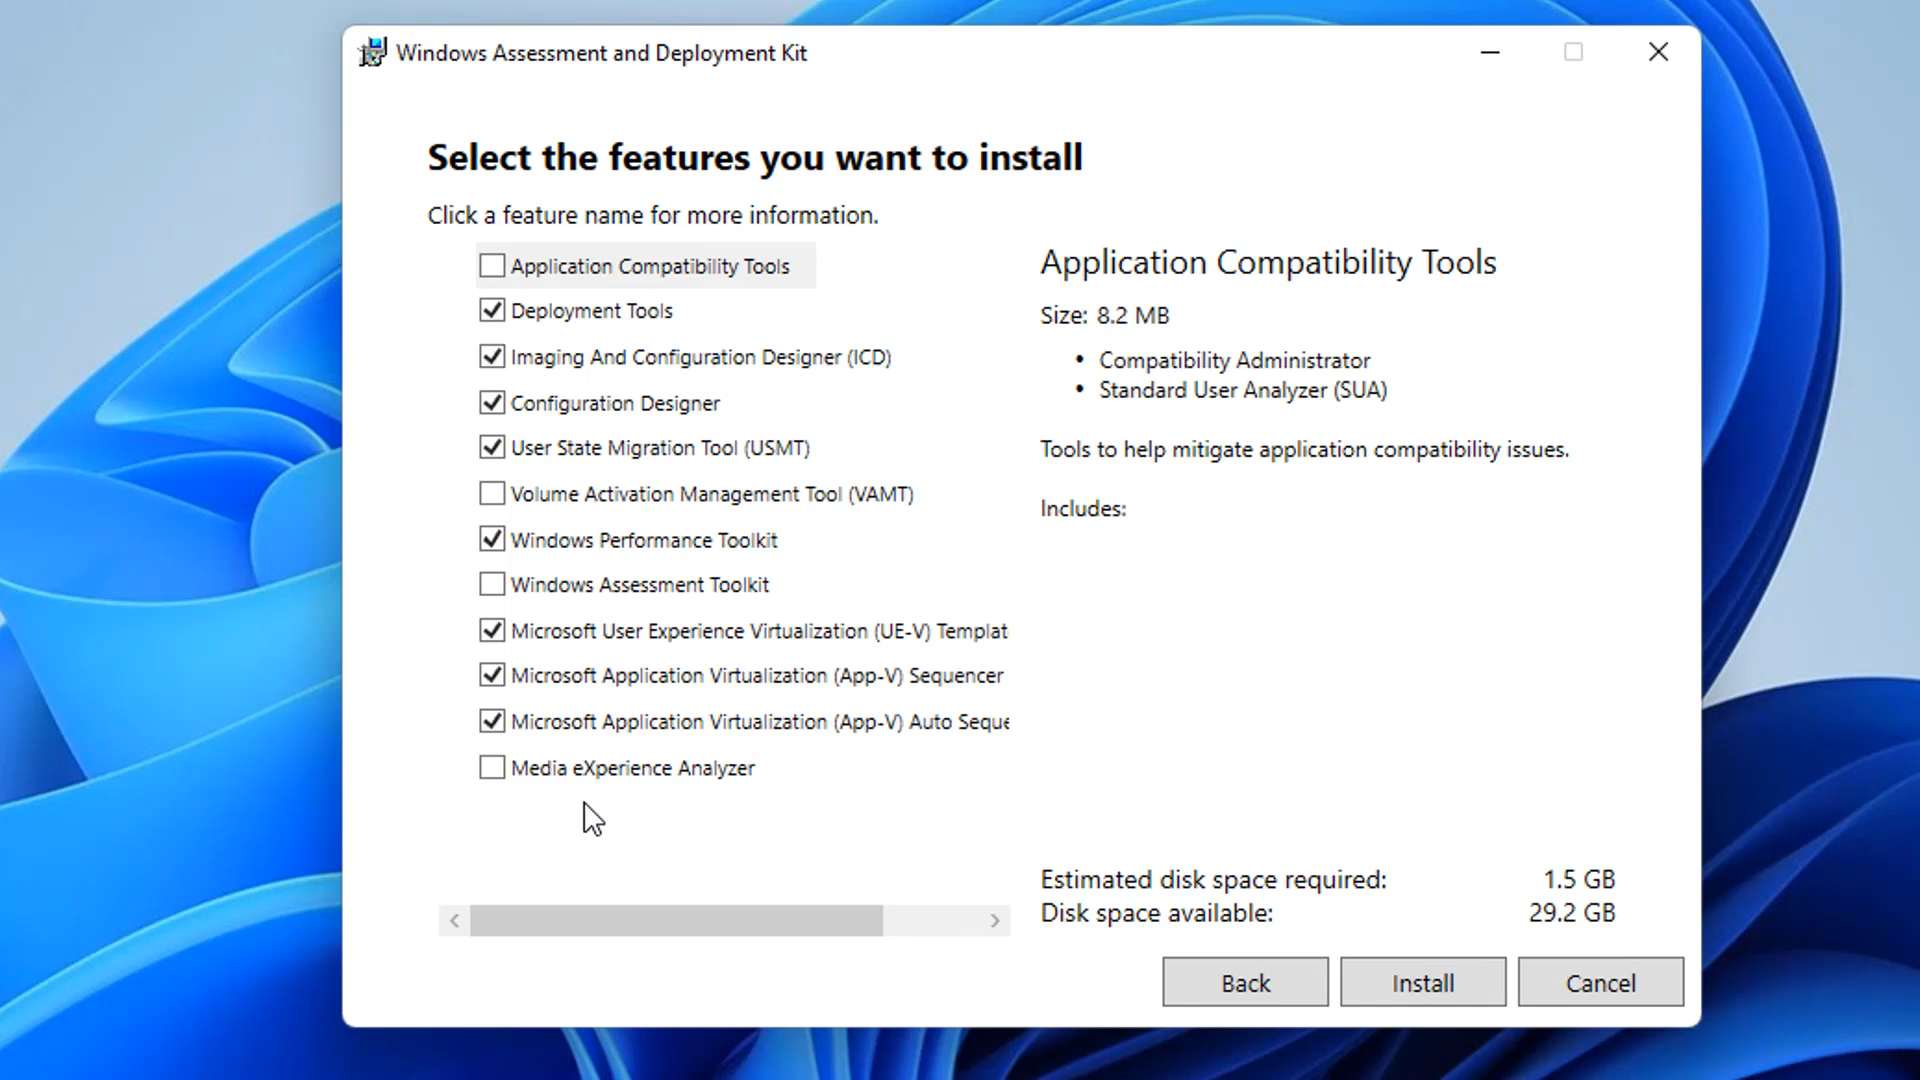 Windows Assessment and Deployment Kit
Select the features you want to install
Click a feature name for more information.
Application Compatibility Tools
Deployment Tools
Imaging And Configuration Designer (ICD)
Configuration Designer
User State Migration Tool (USMT)
Volume Activation Management Tool (VAMT)
Windows Performance Toolkit
Windows Assessment Toolkit
Microsoft User Experience Virtualization (UE-V) Templat
Microsoft Application Virtualization (App-V) Sequencer
Microsoft Application Virtualization (App-V) Auto Seque
Media eXperience Analyzer
Application Compatibility Tools
Size: 8.2 MB
• Compatibility Administrator
• Standard User Analyzer (SUA)
Tools to help mitigate application compatibility issues.
Includes:
Estimated disk space required: 1.5 GB
Disk space available: 29.2 GB
Back Install Cancel